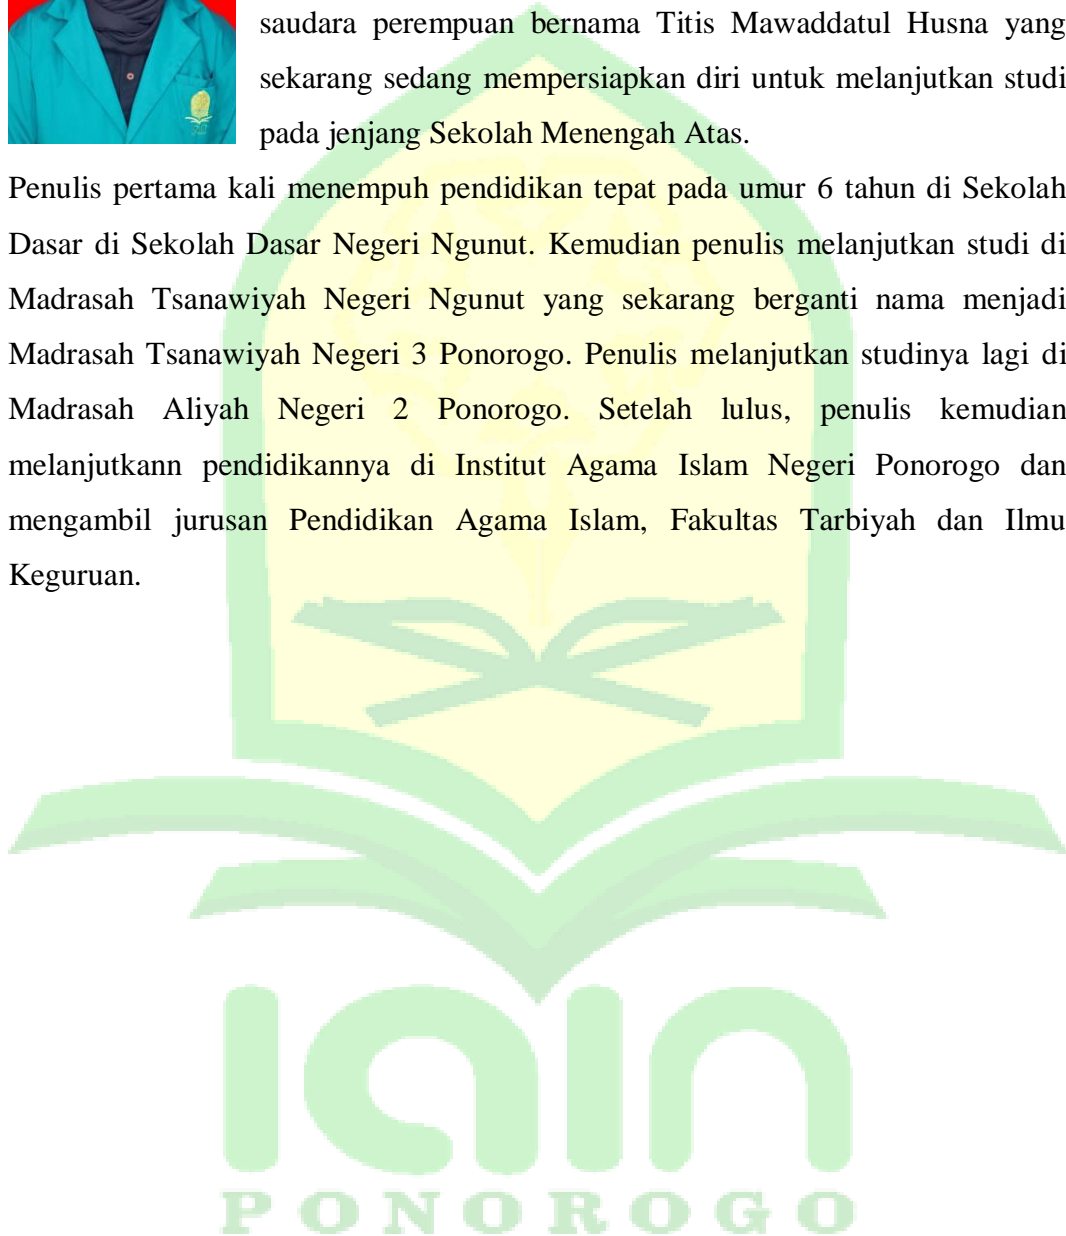 saudara perempuan bernama Titis Mawaddatul Husna yang
sekarang sedang mempersiapkan diri untuk melanjutkan studi
pada jenjang Sekolah Menengah Atas.
Penulis pertama kali menempuh pendidikan tepat pada umur 6 tahun di Sekolah
Dasar di Sekolah Dasar Negeri Ngunut. Kemudian penulis melanjutkan studi di
Madrasah Tsanawiyah Negeri Ngunut yang sekarang berganti nama menjadi
Madrasah Tsanawiyah Negeri 3 Ponorogo. Penulis melanjutkan studinya lagi di
Madrasah Aliyah Negeri 2 Ponorogo. Setelah lulus, penulis kemudian
melanjutkann pendidikannya di Institut Agama Islam Negeri Ponorogo dan
mengambil jurusan Pendidikan Agama Islam, Fakultas Tarbiyah dan Ilmu
Keguruan.
iain
PONOROGO